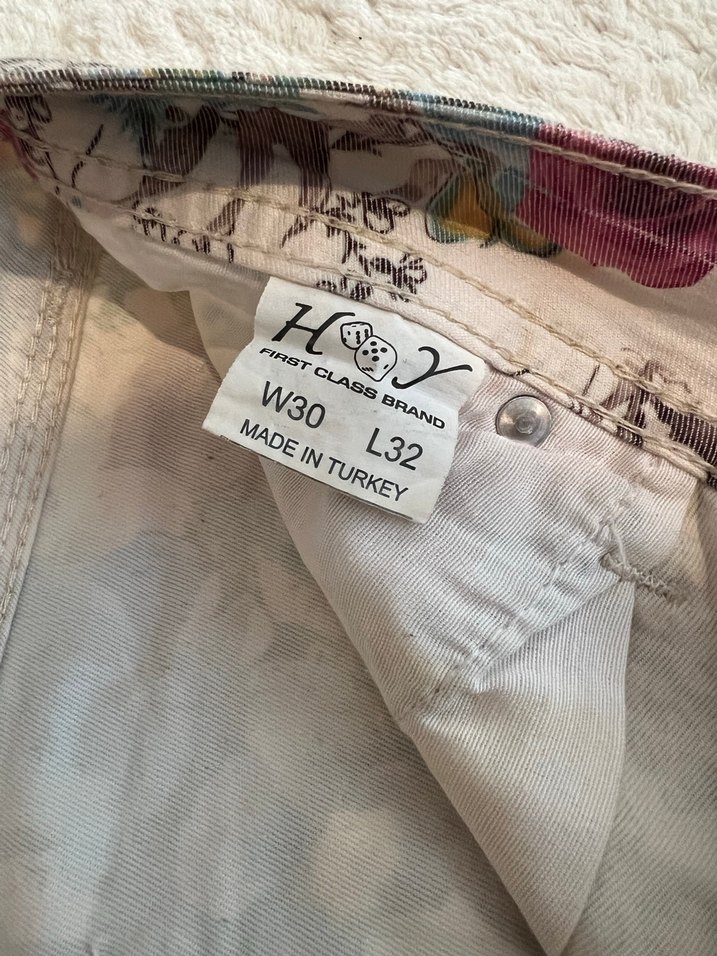 H Y
FIRST CLASS BRAND
W30 L32
MADE IN TURKEY